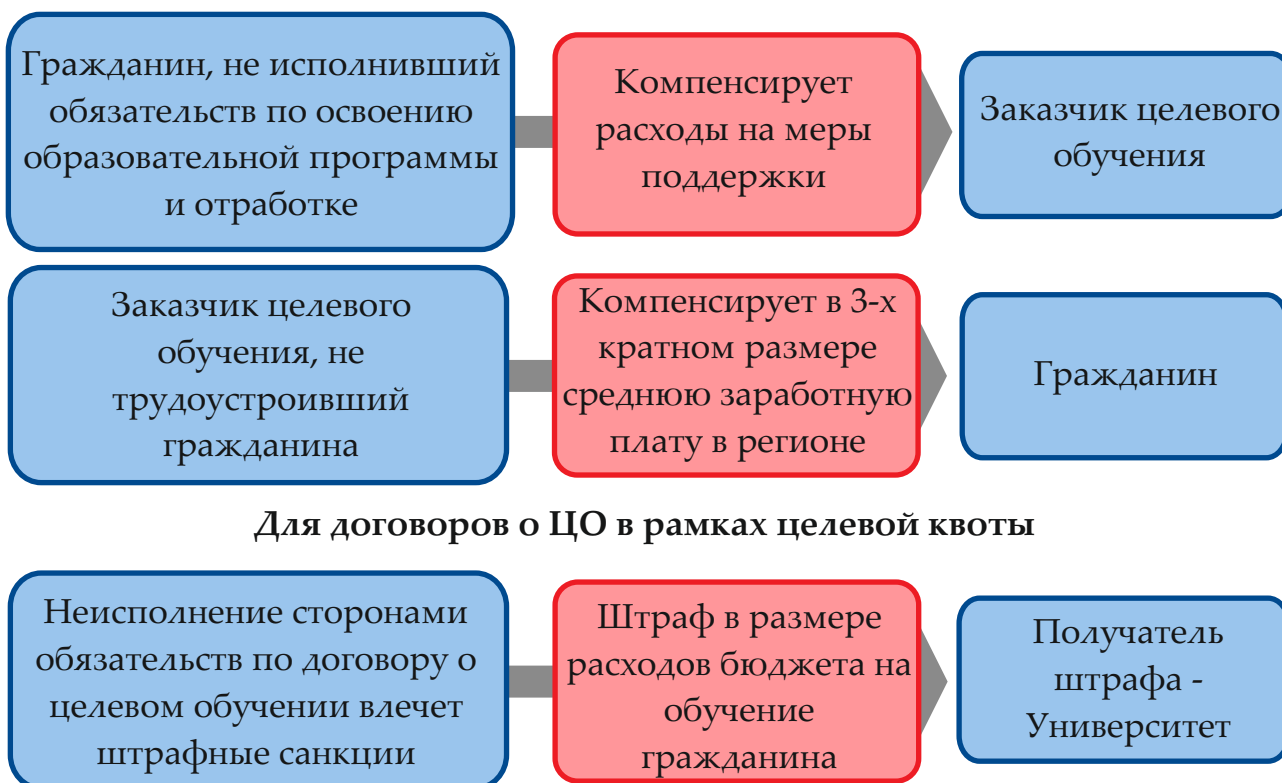 Гражданин, не исполнивший
обязательств по освоению
образовательной программы
и отработке
Компенсирует
расходы на меры
поддержки
Заказчик целевого
обучения
Заказчик целевого
обучения, не
трудоустроивший
гражданина
Компенсирует в 3-х
кратном размере
среднюю заработную
плату в регионе
Гражданин
Для договоров о ЦО в рамках целевой квоты
Неисполнение сторонами
обязательств по договору о
целевом обучении влечет
штрафные санкции
Штраф в размере
расходов бюджета на
обучение
гражданина
Получатель
штрафа -
Университет